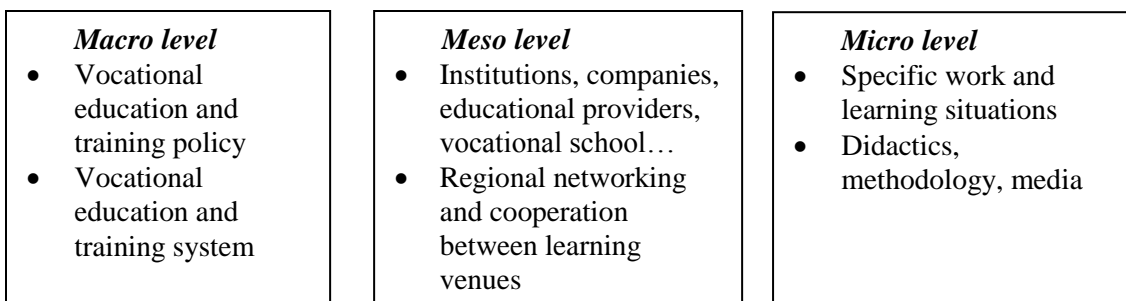 Macro level
• Vocational
education and
training policy
• Vocational
education and
training system
Meso level
• Institutions, companies,
educational providers,
vocational school…
• Regional networking
and cooperation
between learning
venues
Micro level
• Specific work and
learning situations
• Didactics,
methodology, media